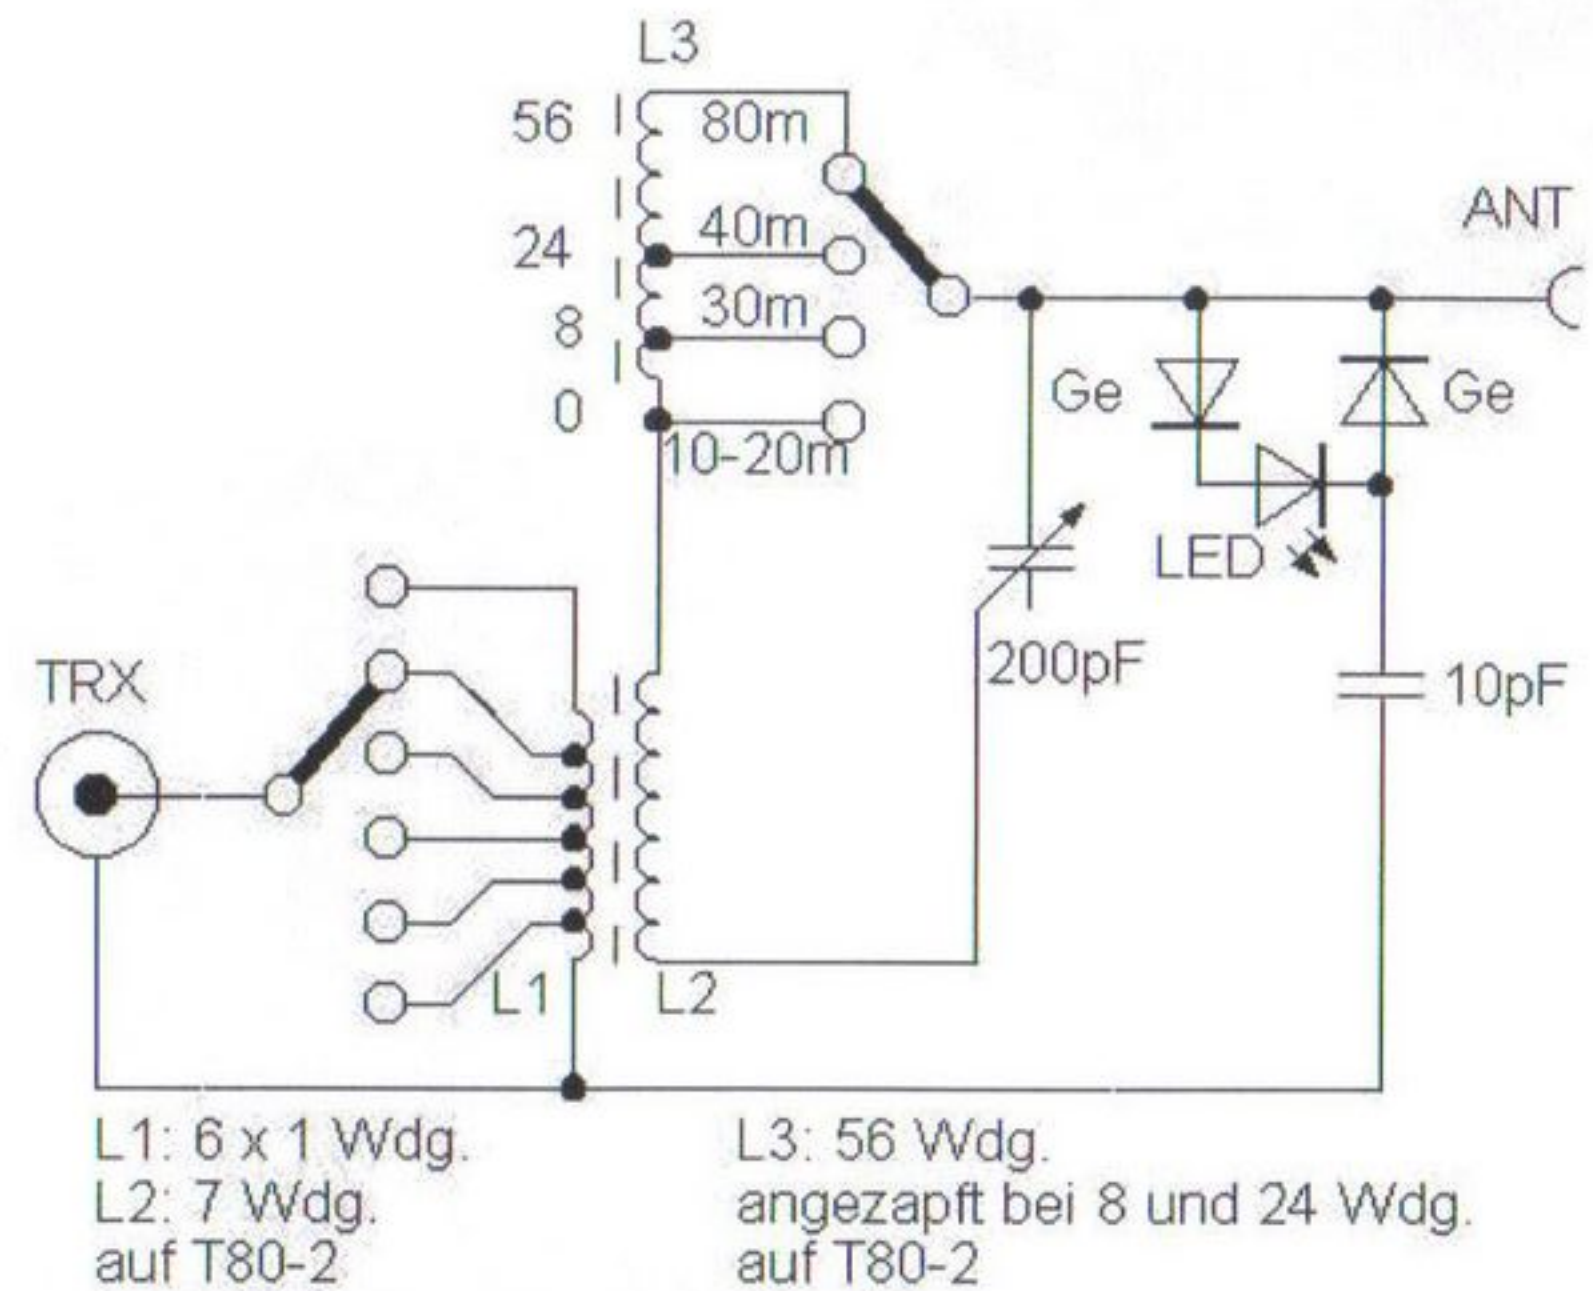 L3
56
80m
24
40m
ANT
8
30m
Ge
Ge
0
10-20m
LED
TRX
200pF
10pF
L1
L2
L1: 6 x 1 Wdg.
L2: 7 Wdg.
auf T80-2
L3: 56 Wdg.
angezapft bei 8 und 24 Wdg.
auf T80-2